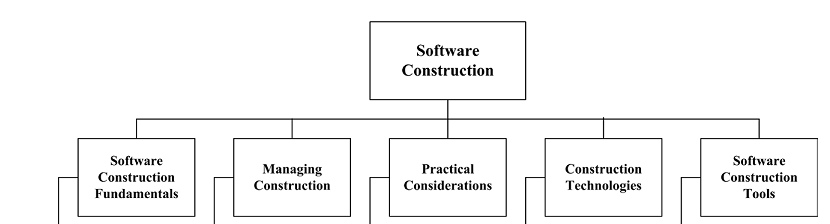 Software
Construction
Software
Construction
Fundamentals
Managing
Construction
Practical
Considerations
Construction
Technologies
Software
Construction
Tools